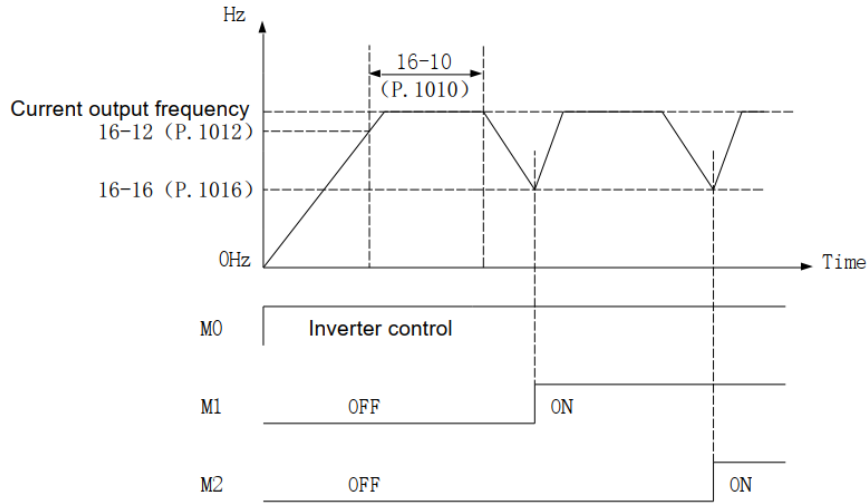 Hz
16-10
(P.1010)
Current output frequency
16-12 (P.1012)
16-16 (P.1016)
0Hz
Time
M0 Inverter control
M1 OFF ON
M2 OFF ON